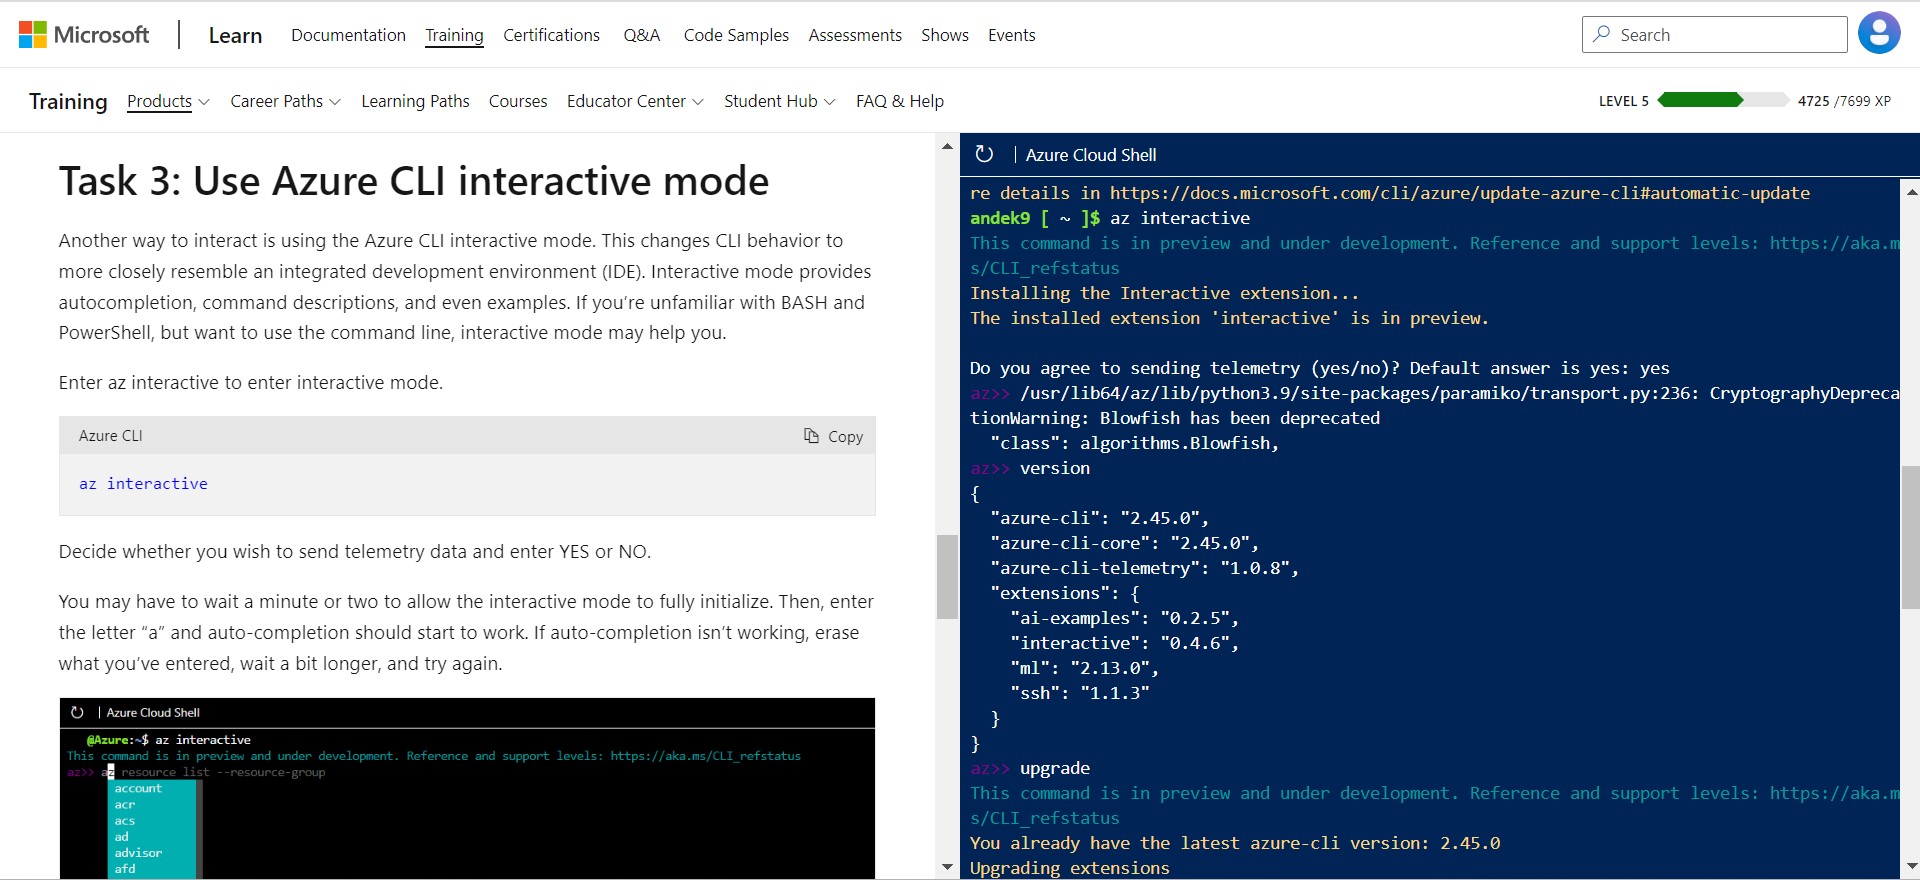 Microsoft
Learn
Documentation
Training
Certifications
Q&A
Code Samples
Assessments
Shows
Events
Search
Training
Products
Career Paths
Learning Paths
Courses
Educator Center
Student Hub
FAQ & Help
LEVEL 5
4725 /7699 XP
Task 3: Use Azure CLI interactive mode
Another way to interact is using the Azure CLI interactive mode. This changes CLI behavior to
more closely resemble an integrated development environment (IDE). Interactive mode provides
autocompletion, command descriptions, and even examples. If you’re unfamiliar with BASH and
PowerShell, but want to use the command line, interactive mode may help you.
Enter az interactive to enter interactive mode.
Azure CLI
Copy
az interactive
Decide whether you wish to send telemetry data and enter YES or NO.
You may have to wait a minute or two to allow the interactive mode to fully initialize. Then, enter
the letter “a” and auto-completion should start to work. If auto-completion isn’t working, erase
what you’ve entered, wait a bit longer, and try again.
| Azure Cloud Shell
@Azure:~$ az interactive
This command is in preview and under development. Reference and support levels: https://aka.ms/CLI_refstatus
az>> az resource list --resource-group
account
acr
acs
ad
advisor
afd
| Azure Cloud Shell
re details in https://docs.microsoft.com/cli/azure/update-azure-cli#automatic-update
andek9 [ ~ ]$ az interactive
This command is in preview and under development. Reference and support levels: https://aka.m
s/CLI_refstatus
Installing the Interactive extension...
The installed extension 'interactive' is in preview.
Do you agree to sending telemetry (yes/no)? Default answer is yes: yes
az>> /usr/lib64/az/lib/python3.9/site-packages/paramiko/transport.py:236: CryptographyDepreca
tionWarning: Blowfish has been deprecated
"class": algorithms.Blowfish,
az>> version
{
"azure-cli": "2.45.0",
"azure-cli-core": "2.45.0",
"azure-cli-telemetry": "1.0.8",
"extensions": {
"ai-examples": "0.2.5",
"interactive": "0.4.6",
"ml": "2.13.0",
"ssh": "1.1.3"
}
}
az>> upgrade
This command is in preview and under development. Reference and support levels: https://aka.m
s/CLI_refstatus
You already have the latest azure-cli version: 2.45.0
Upgrading extensions